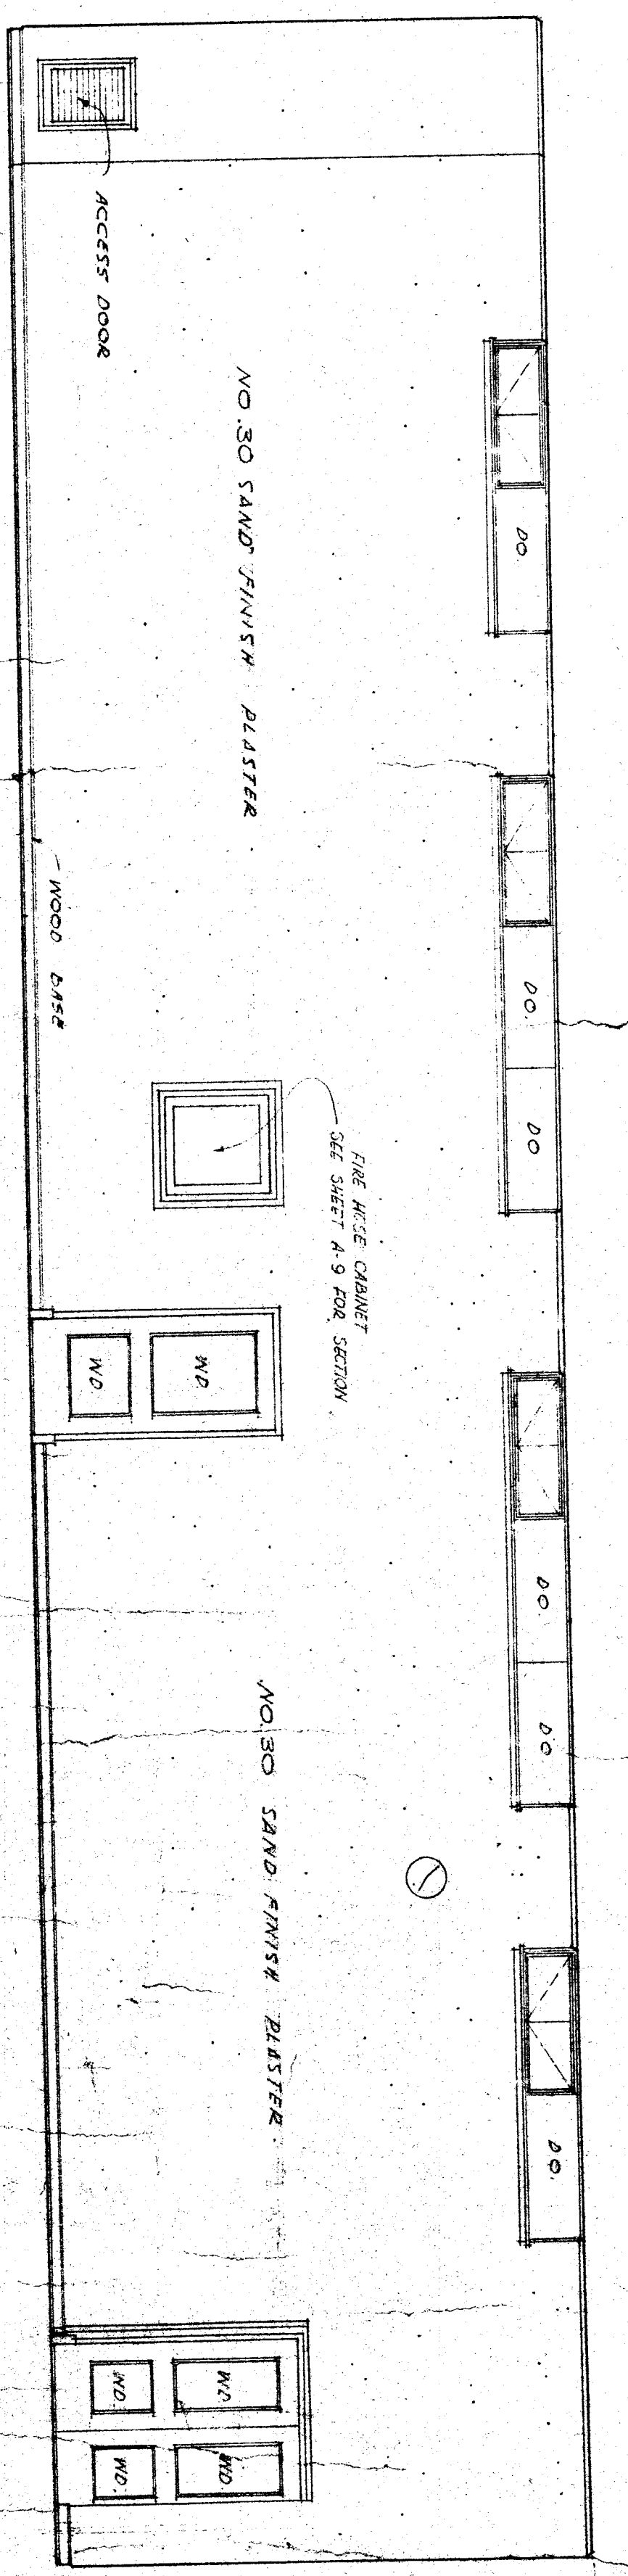 DO.
DO.
DO
DO.
DO.
DO.
NO.30 SAND FINISH PLASTER
FIRE HOSE CABINET
SEE SHEET A-9 FOR SECTION
NO.30 SAND FINISH PLASTER
ACCESS DOOR
WOOD BASE
WD.
WD.
WD.
WD.
WD.
WD.